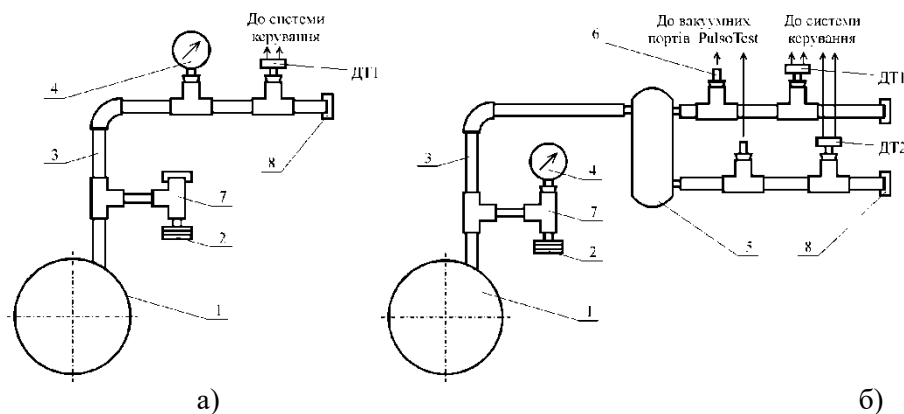 До системи
керування
4
ДТ1
3
8
7
2
1
а)
До вакуумних
портів PulsoTest
До системи
керування
6
ДТ1
3
4
ДТ2
7
2
5
8
1
б)